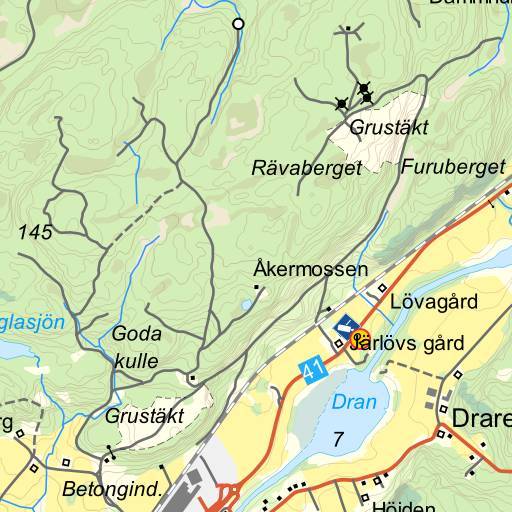 Grustäkt
Rävaberget
Furuberget
145
Åkermossen
glasjön
Lövagård
Goda
kulle
Järlövs gård
41
Dran
Grustäkt
Drare
7
Betongind.
Höjden